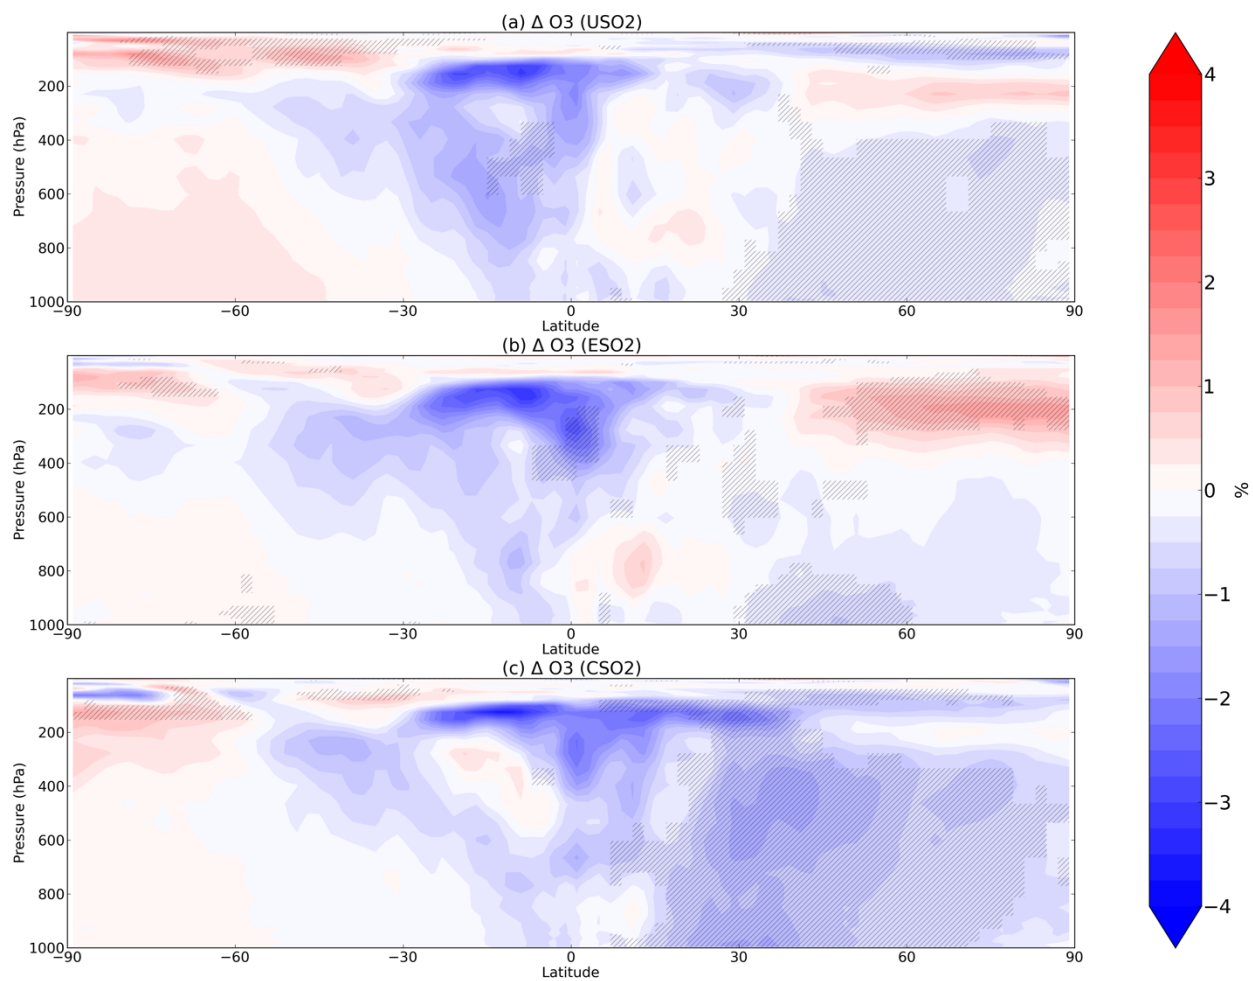 (a) Δ O3 (USO2)
Pressure (hPa)
200
400
600
800
1000
−90 −60 −30 0 30 60 90
Latitude
(b) Δ O3 (ESO2)
Pressure (hPa)
200
400
600
800
1000
−90 −60 −30 0 30 60 90
Latitude
(c) Δ O3 (CSO2)
Pressure (hPa)
200
400
600
800
1000
−90 −60 −30 0 30 60 90
Latitude
4
3
2
1
0
−1
−2
−3
−4
%